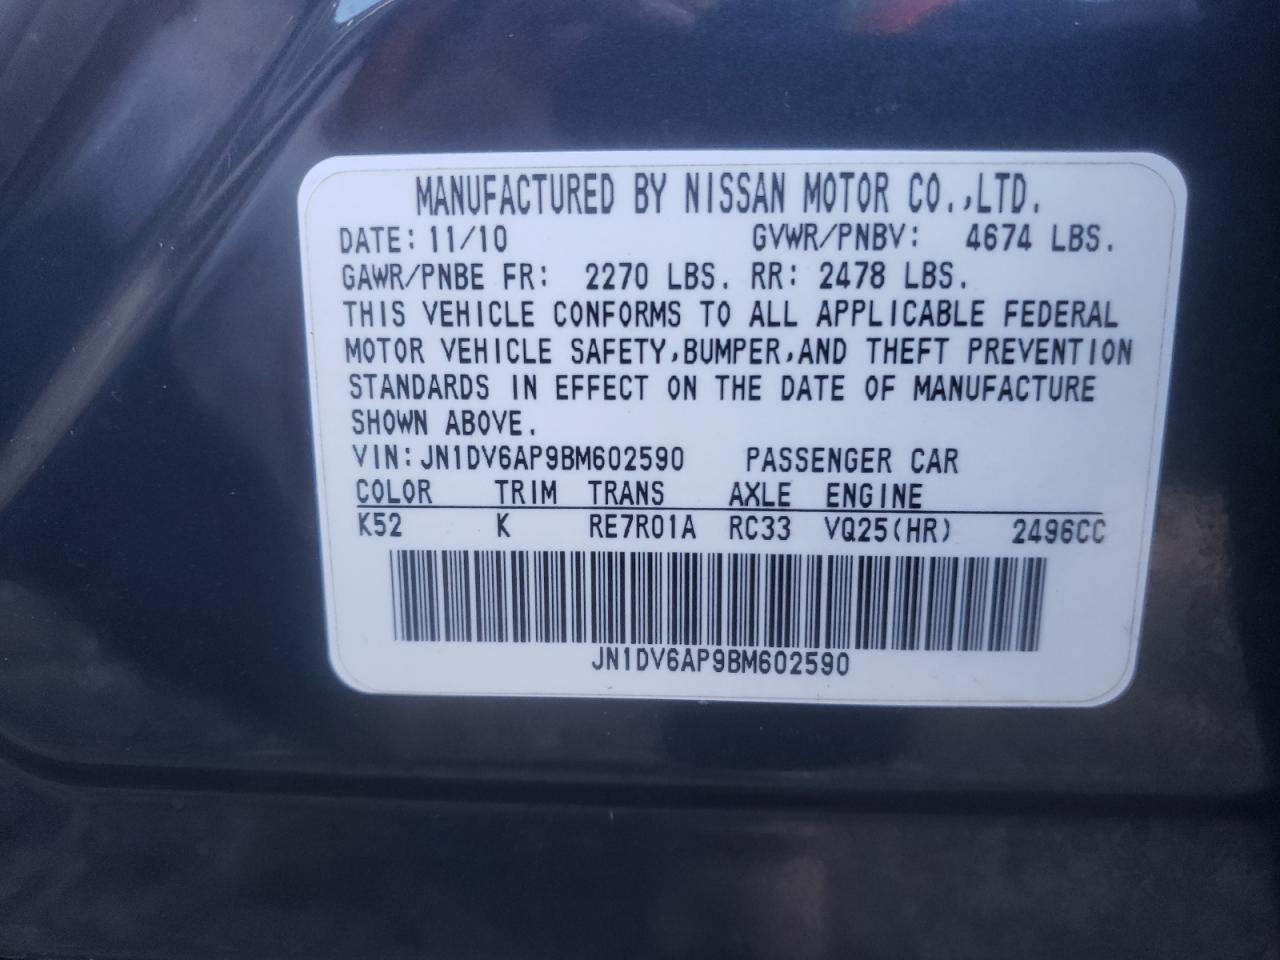 MANUFACTURED BY NISSAN MOTOR CO.,LTD.
DATE: 11/10 GVWR/PNBV: 4674 LBS.
GAWR/PNBE FR: 2270 LBS. RR: 2478 LBS.
THIS VEHICLE CONFORMS TO ALL APPLICABLE FEDERAL
MOTOR VEHICLE SAFETY,BUMPER,AND THEFT PREVENTION
STANDARDS IN EFFECT ON THE DATE OF MANUFACTURE
SHOWN ABOVE.
VIN: JN1DV6AP9BM602590 PASSENGER CAR
COLOR TRIM TRANS AXLE ENGINE
K52 K RE7R01A RC33 VQ25(HR) 2496CC
JN1DV6AP9BM602590